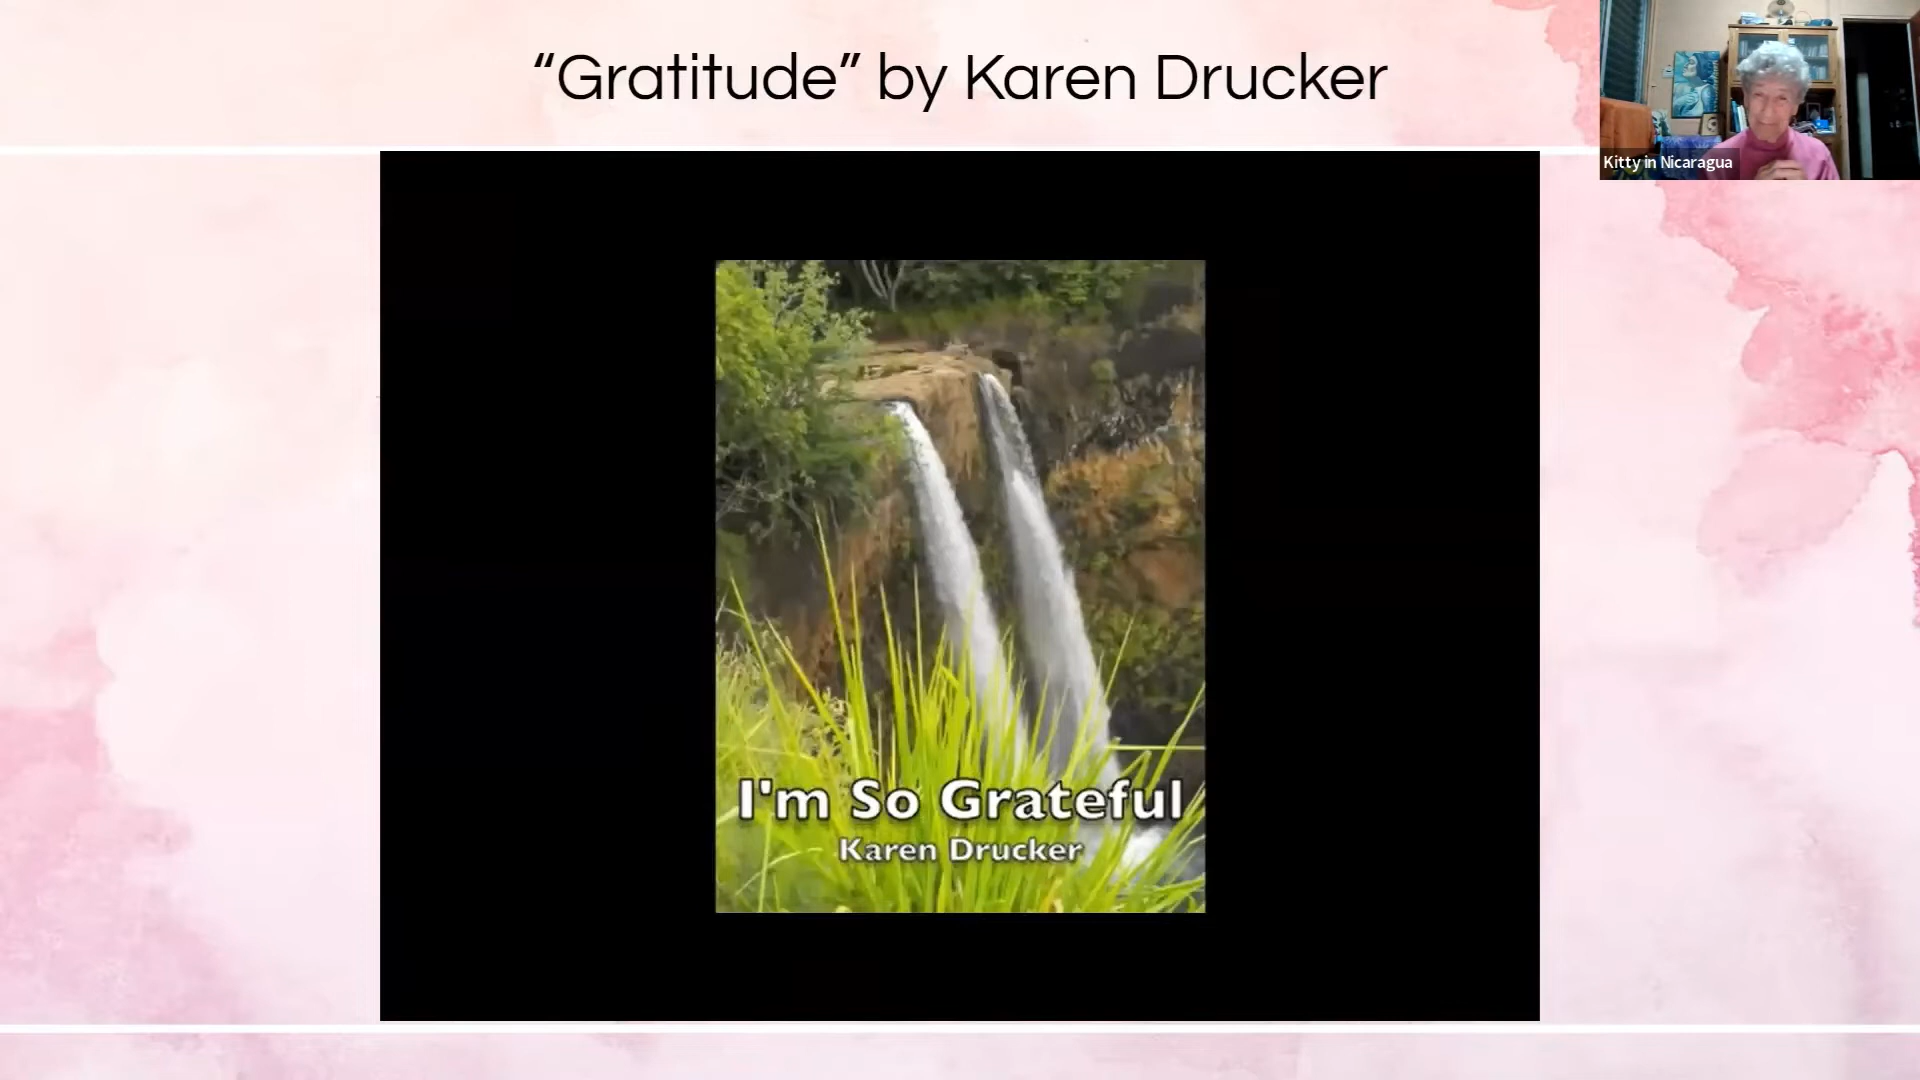 “Gratitude” by Karen Drucker
Kitty in Nicaragua
I'm So Grateful
Karen Drucker